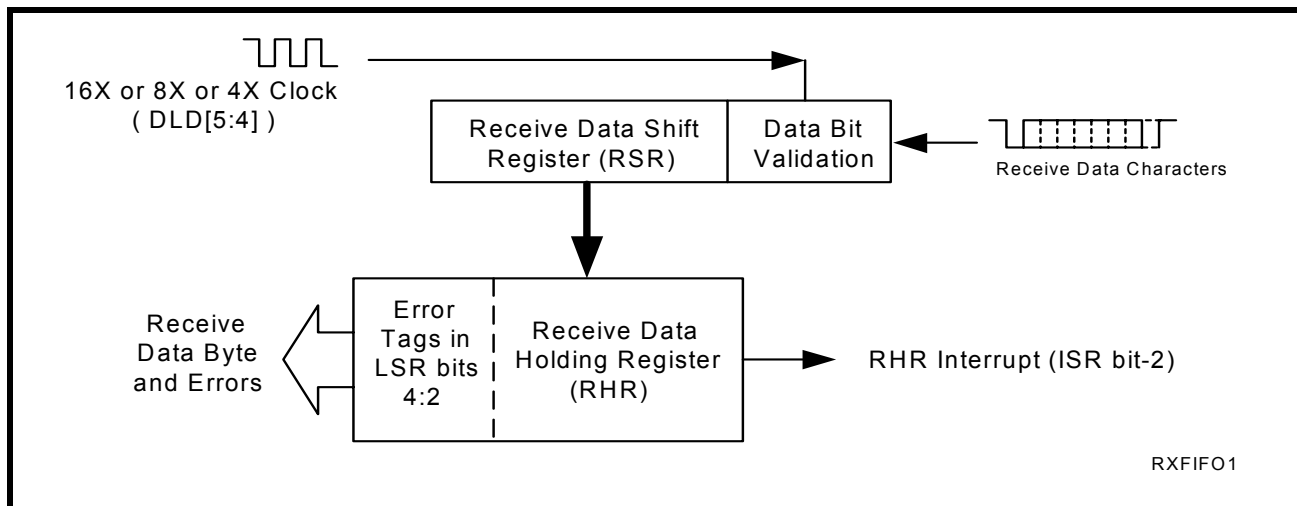 16X or 8X or 4X Clock
( DLD[5:4] )
Receive Data Shift
Register (RSR)
Data Bit
Validation
Receive Data Characters
Receive
Data Byte
and Errors
Error
Tags in
LSR bits
4:2
Receive Data
Holding Register
(RHR)
RHR Interrupt (ISR bit-2)
RXFIFO1